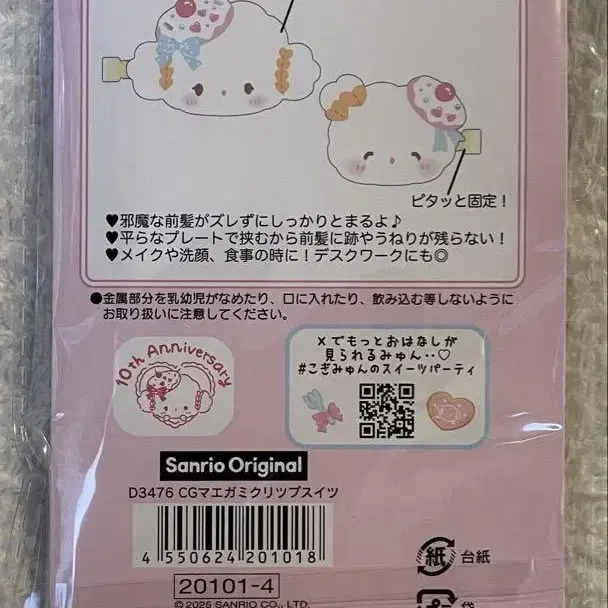 ピタッと固定!
♥邪魔な前髪がズレずにしっかりとまるよ♪
♥平らなプレートで挟むから前髪に跡やうねりが残らない!
♥メイクや洗顔、食事の時に!デスクワークにも◎
●金属部分を乳幼児がなめたり、口に入れたり、飲み込む等しないように
お取り扱いに注意してください。
10th Anniversary
Xでもっとおはなしが
見られるみゅん‥♡
#こぎみゅんのスイーツパーティ
Sanrio Original
D3476 CGマエガミクリップスイツ
4 550624 201018
20101-4
© 2025 SANRIO CO., LTD.
紙 台紙
袋